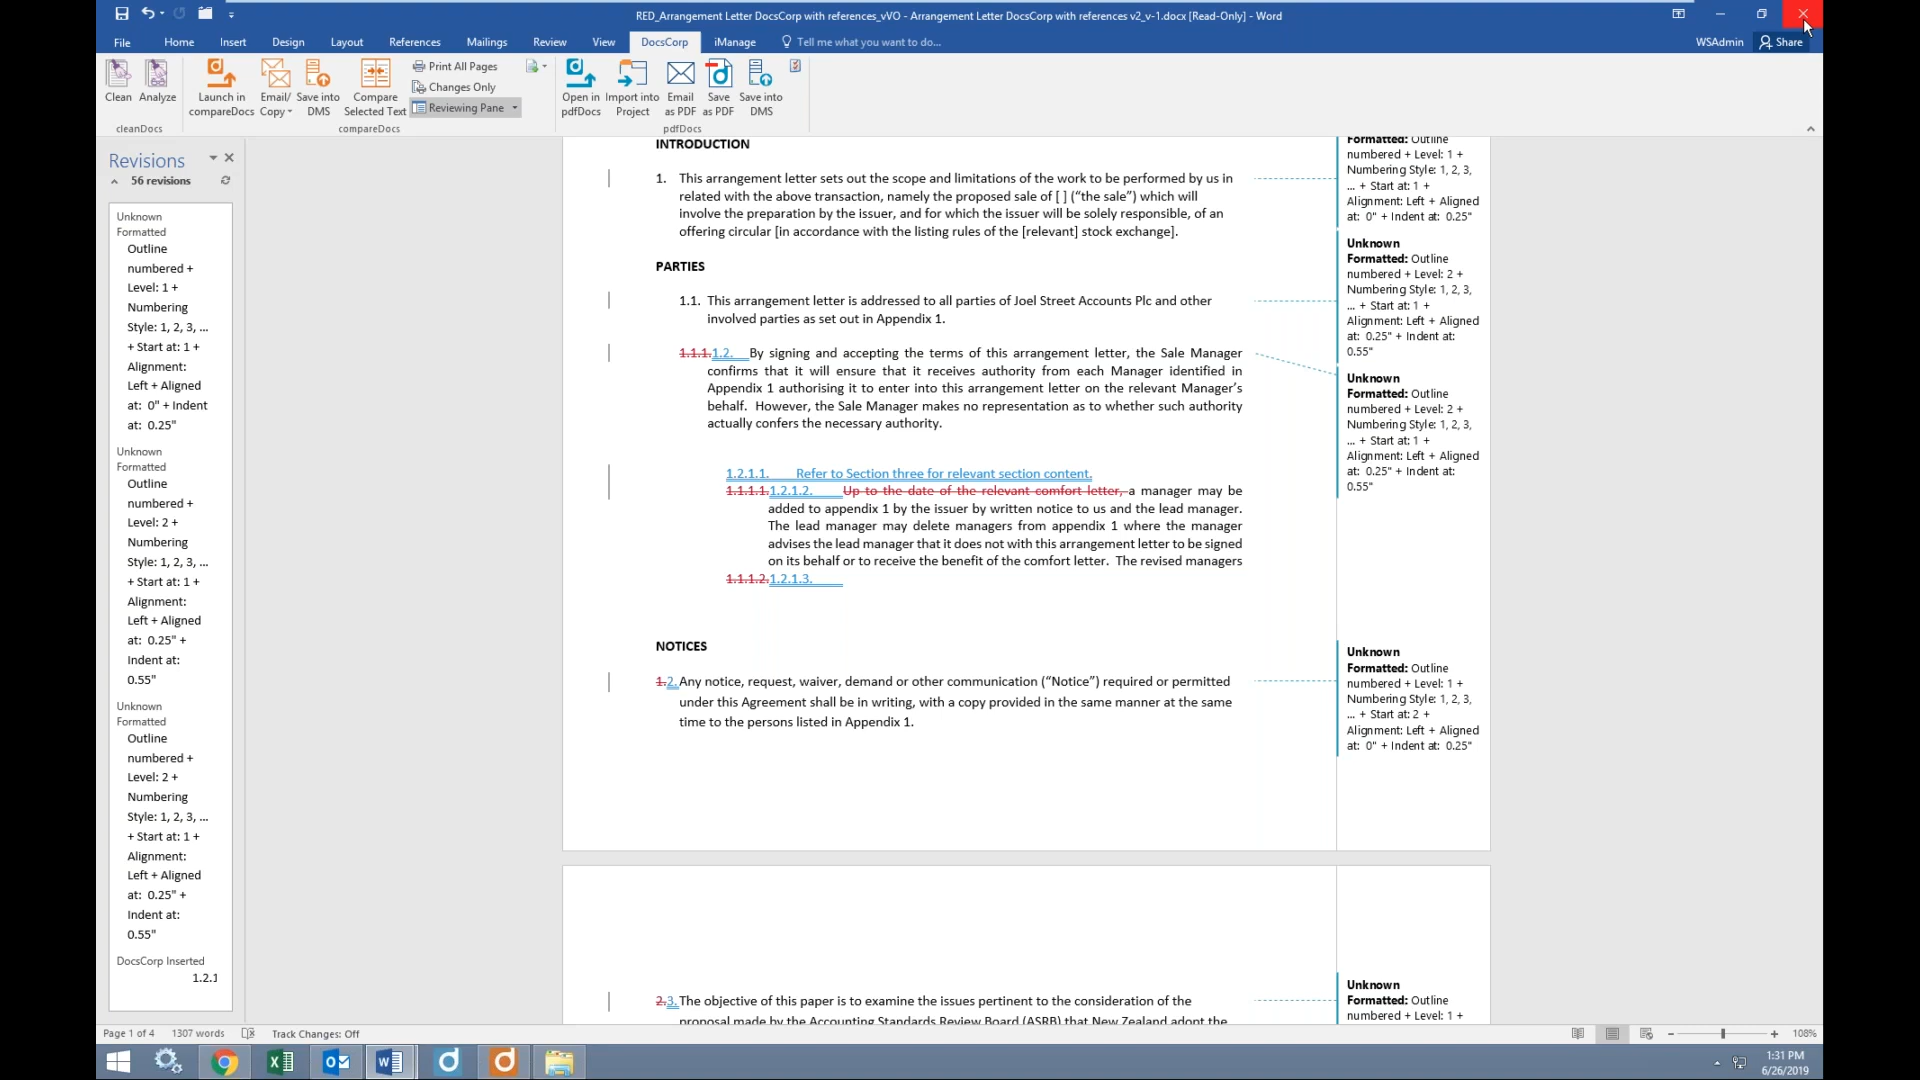 RED_Arrangement Letter DocsCorp with references_vVO - Arrangement Letter DocsCorp with references v2_v-1.docx [Read-Only] - Word
File Home Insert Design Layout References Mailings Review View DocsCorp iManage Tell me what you want to do... WSAdmin Share
Clean
Analyze
cleanDocs
Launch in
compareDocs
Email/
Copy
Save into
DMS
Compare
Selected Text
Print All Pages
Changes Only
Reviewing Pane
compareDocs
Open in
pdfDocs
Import into
Project
Email
as PDF
Save
as PDF
Save into
DMS
pdfDocs
Revisions
56 revisions
Unknown
Formatted
Outline
numbered +
Level: 1 +
Numbering
Style: 1, 2, 3, ...
+ Start at: 1 +
Alignment:
Left + Aligned
at:  0" + Indent
at:  0.25"
Unknown
Formatted
Outline
numbered +
Level: 2 +
Numbering
Style: 1, 2, 3, ...
+ Start at: 1 +
Alignment:
Left + Aligned
at:  0.25" +
Indent at:
0.55"
Unknown
Formatted
Outline
numbered +
Level: 2 +
Numbering
Style: 1, 2, 3, ...
+ Start at: 1 +
Alignment:
Left + Aligned
at:  0.25" +
Indent at:
0.55"
DocsCorp Inserted
1.2.1
INTRODUCTION
1. This arrangement letter sets out the scope and limitations of the work to be performed by us in
related with the above transaction, namely the proposed sale of [ ] (“the sale”) which will
involve the preparation by the issuer, and for which the issuer will be solely responsible, of an
offering circular [in accordance with the listing rules of the [relevant] stock exchange].
PARTIES
1.1. This arrangement letter is addressed to all parties of Joel Street Accounts Plc and other
involved parties as set out in Appendix 1.
1.1.1.1.2. By signing and accepting the terms of this arrangement letter, the Sale Manager
confirms that it will ensure that it receives authority from each Manager identified in
Appendix 1 authorising it to enter into this arrangement letter on the relevant Manager’s
behalf.  However, the Sale Manager makes no representation as to whether such authority
actually confers the necessary authority.
1.2.1.1. Refer to Section three for relevant section content.
1.1.1.1.1.2.1.2. Up to the date of the relevant comfort letter, a manager may be
added to appendix 1 by the issuer by written notice to us and the lead manager.
The lead manager may delete managers from appendix 1 where the manager
advises the lead manager that it does not with this arrangement letter to be signed
on its behalf or to receive the benefit of the comfort letter.  The revised managers
1.1.1.2.1.2.1.3.
NOTICES
1.2. Any notice, request, waiver, demand or other communication (“Notice”) required or permitted
under this Agreement shall be in writing, with a copy provided in the same manner at the same
time to the persons listed in Appendix 1.
2.3. The objective of this paper is to examine the issues pertinent to the consideration of the
proposal made by the Accounting Standards Review Board (ASRB) that New Zealand adopt the
Formatted: Outline
numbered + Level: 1 +
Numbering Style: 1, 2, 3,
... + Start at: 1 +
Alignment: Left + Aligned
at:  0" + Indent at:  0.25"
Unknown
Formatted: Outline
numbered + Level: 2 +
Numbering Style: 1, 2, 3,
... + Start at: 1 +
Alignment: Left + Aligned
at:  0.25" + Indent at:
0.55"
Unknown
Formatted: Outline
numbered + Level: 2 +
Numbering Style: 1, 2, 3,
... + Start at: 1 +
Alignment: Left + Aligned
at:  0.25" + Indent at:
0.55"
Unknown
Formatted: Outline
numbered + Level: 1 +
Numbering Style: 1, 2, 3,
... + Start at: 2 +
Alignment: Left + Aligned
at:  0" + Indent at:  0.25"
Unknown
Formatted: Outline
numbered + Level: 1 +
Page 1 of 4 1307 words Track Changes: Off 108%
1:31 PM
6/26/2019